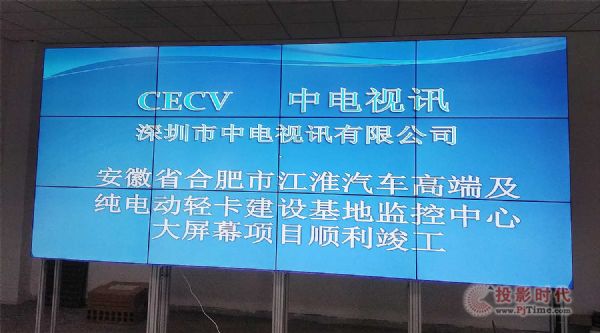 CECV 中电视讯
深圳市中电视讯有限公司
安徽省合肥市江淮汽车高端及
纯电动轻卡建设基地监控中心
大屏幕项目顺利竣工
投影时代
www.PjTime.com